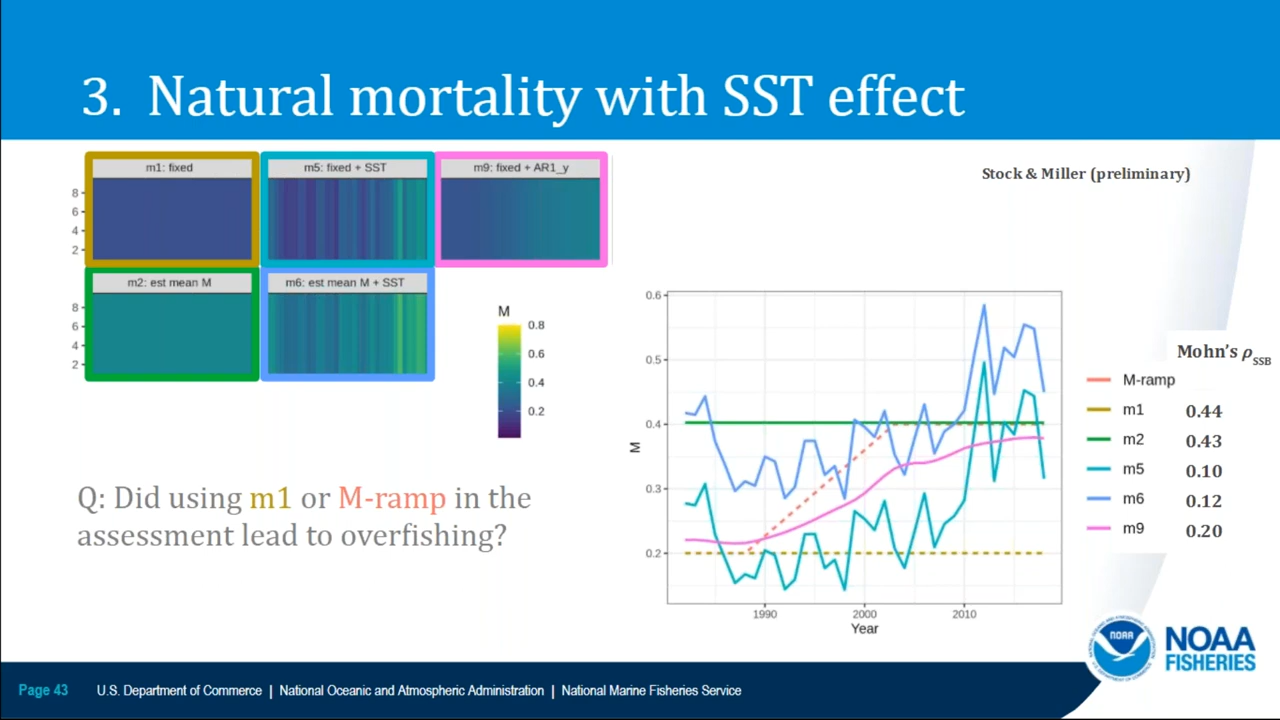 3. Natural mortality with SST effect
Stock & Miller (preliminary)
m1: fixed
m5: fixed + SST
m9: fixed + AR1_y
8
6
4
2
m2: est mean M
m6: est mean M + SST
8
6
4
2
M
0.8
0.6
0.4
0.2
Q: Did using m1 or M-ramp in the
assessment lead to overfishing?
0.6
0.5
0.4
0.3
0.2
M
1990
2000
2010
Year
Mohn's ρSSB
M-ramp
m1 0.44
m2 0.43
m5 0.10
m6 0.12
m9 0.20
NOAA
NOAA
FISHERIES
Page 43 U.S. Department of Commerce | National Oceanic and Atmospheric Administration | National Marine Fisheries Service